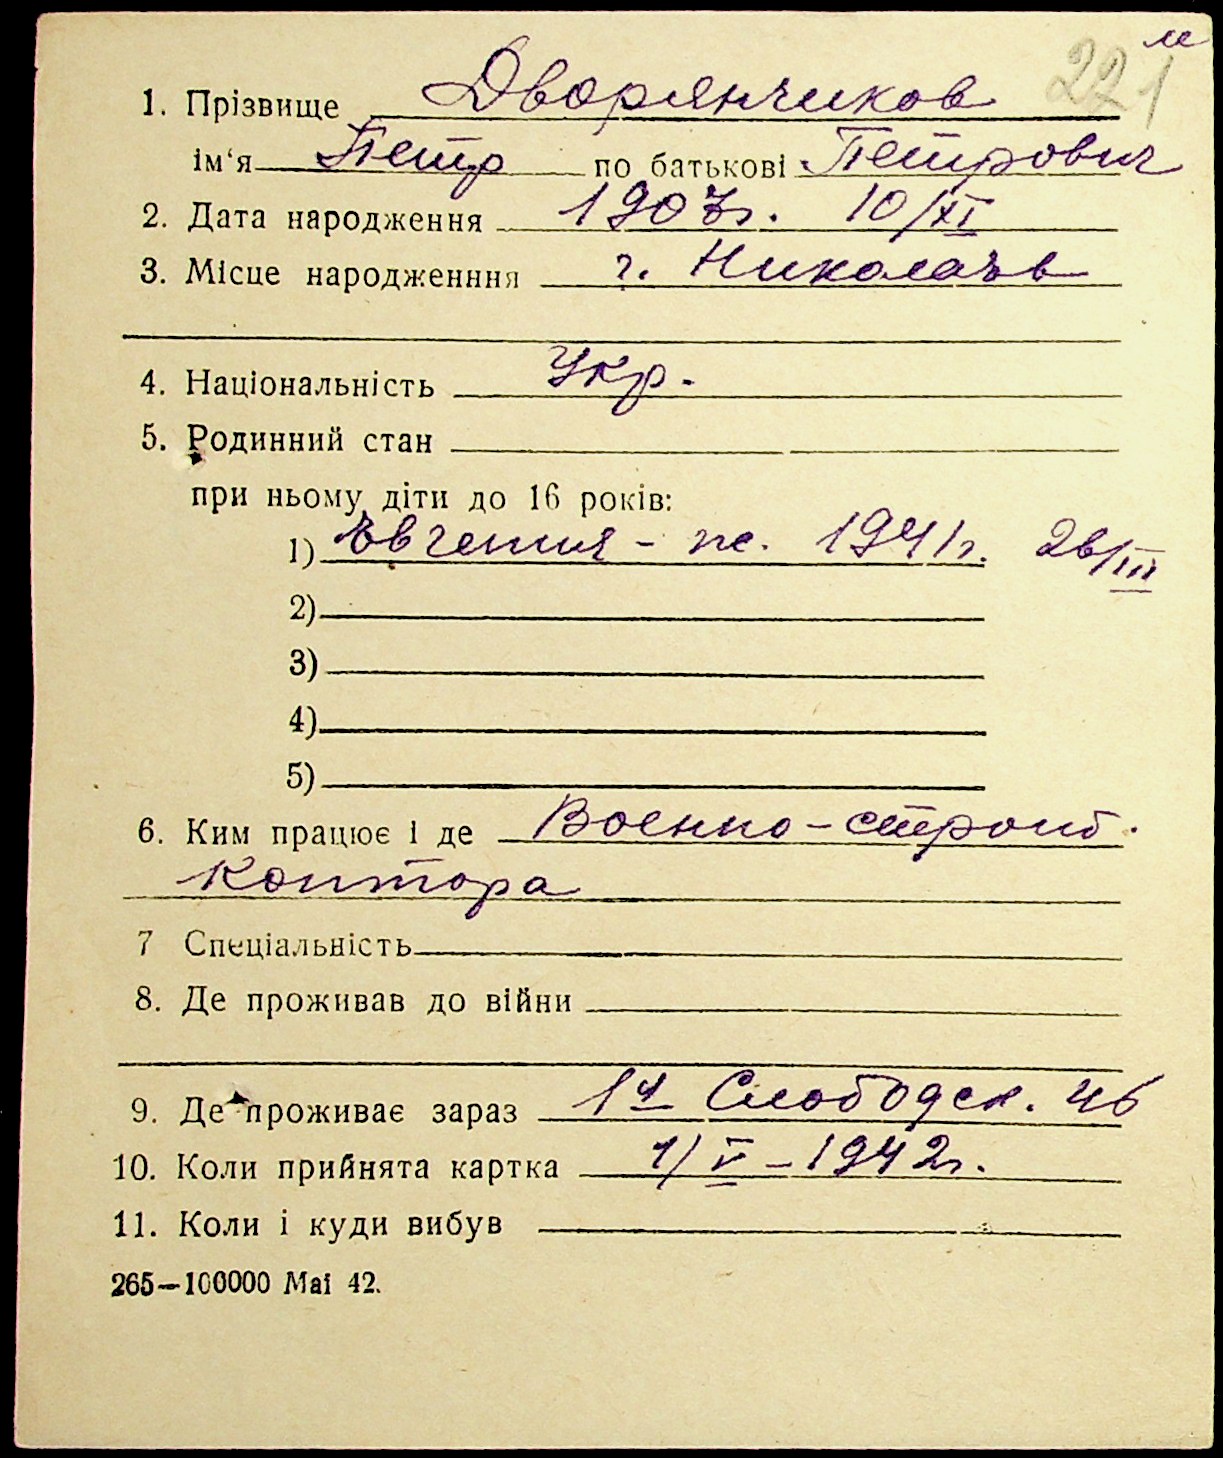 м
221
1. Прізвище Дворянчиков
ім‘я Петр по батькові Петрович
2. Дата народження 1907г. 10/XI
3. Місце народженння г. Николаев
4. Національність Укр.
5. Родинний стан
при ньому діти до 16 років:
1) Евгения - ж. 1941г. 26/III
2)
3)
4)
5)
6. Ким працює і де Военно-строит.
контора
7 Спеціальність
8. Де проживав до війни
9. Де проживає зараз 1я Слободск. 46
10. Коли прийнята картка 1/V-1942г.
11. Коли і куди вибув
265—100000 Маі 42.